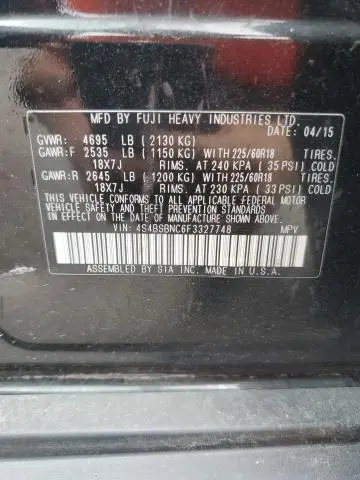 MFD BY FUJI HEAVY INDUSTRIES LTD.
DATE: 04/15
GVWR: 4695 LB (2130 KG)
GAWR:F 2535 LB (1150 KG) WITH 225/60R18 TIRES.
18X7J RIMS. AT 240 KPA (35 PSI) COLD
GAWR:R 2645 LB (1200 KG) WITH 225/60R18 TIRES.
18X7J RIMS. AT 230 KPA (33 PSI) COLD
THIS VEHICLE CONFORMS TO ALL APPLICABLE FEDERAL MOTOR
VEHICLE SAFETY AND THEFT PREVENTION STANDARDS
IN EFFECT ON THE DATE OF MANUFACTURE SHOWN ABOVE.
VIN: 4S4BSBNC6F3327748 MPV
ASSEMBLED BY SIA INC. MADE IN U.S.A.